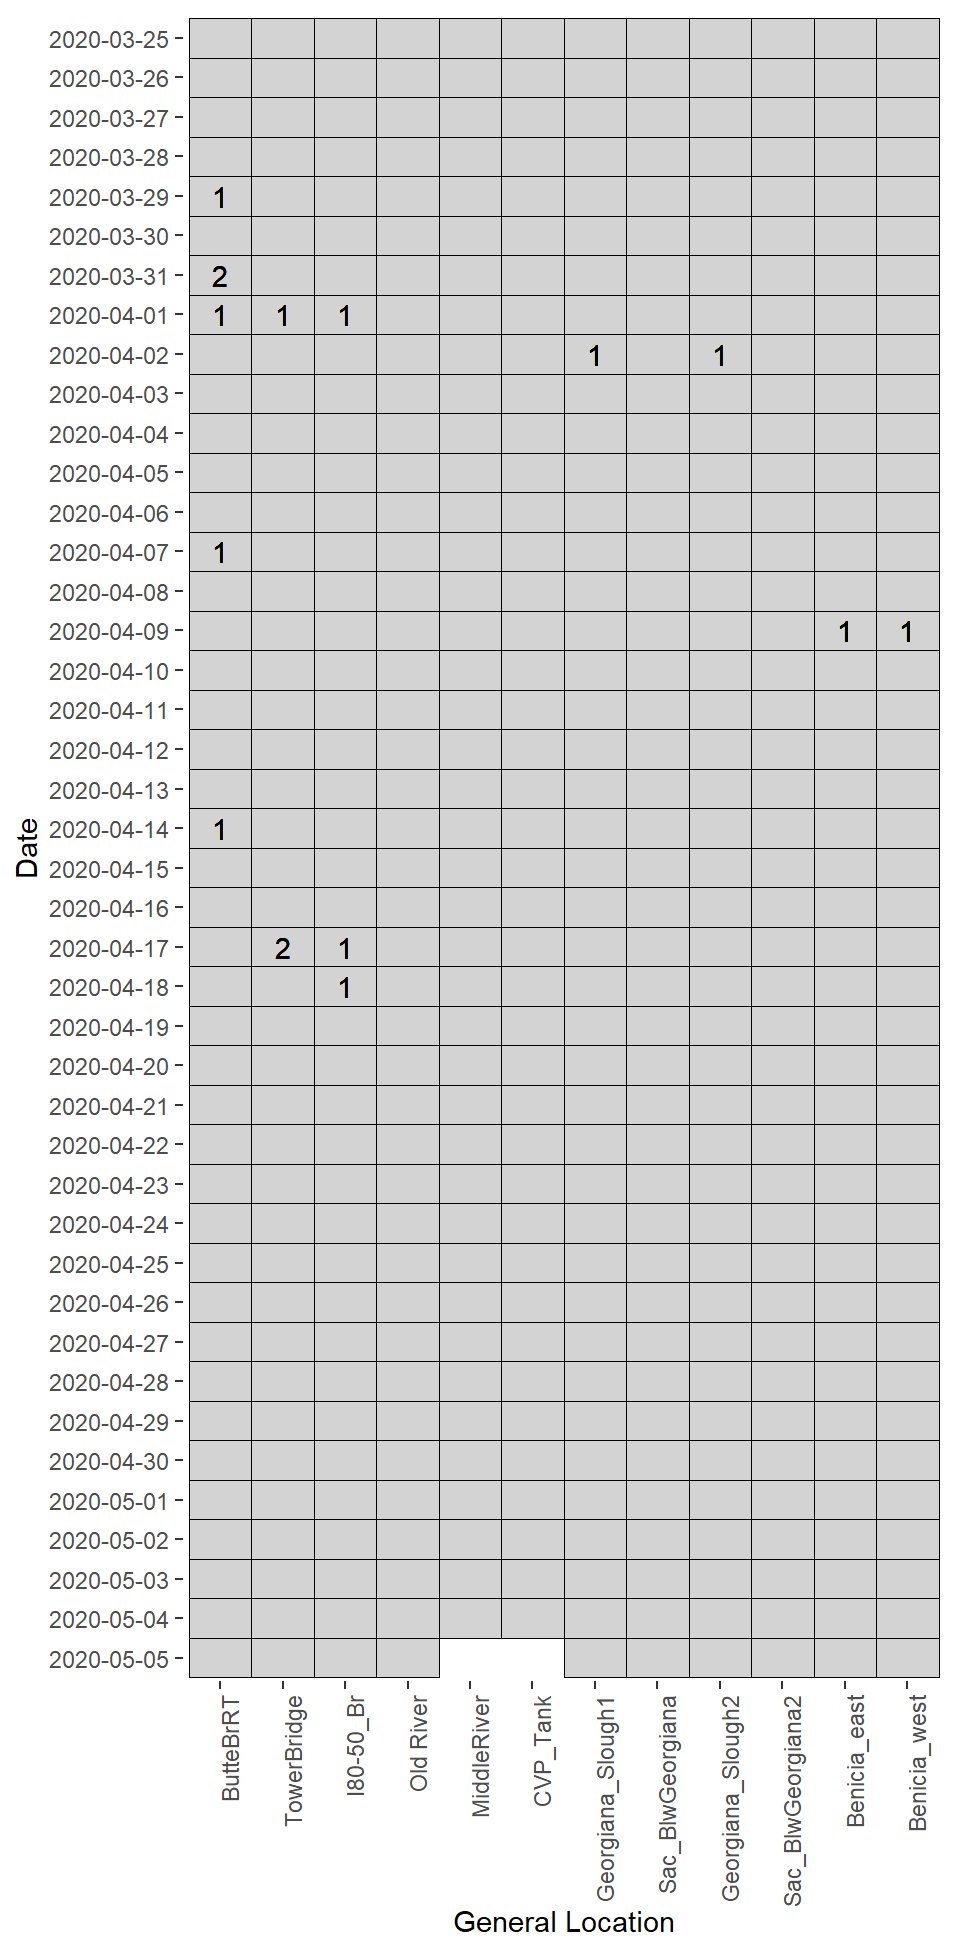 2020-03-25
2020-03-26
2020-03-27
2020-03-28
2020-03-29 1
2020-03-30
2020-03-31 2
2020-04-01 1 1 1
2020-04-02 1 1
2020-04-03
2020-04-04
2020-04-05
2020-04-06
2020-04-07 1
2020-04-08
2020-04-09 1 1
2020-04-10
2020-04-11
2020-04-12
2020-04-13
2020-04-14 1
2020-04-15
2020-04-16
2020-04-17 2 1
2020-04-18 1
2020-04-19
2020-04-20
2020-04-21
2020-04-22
2020-04-23
2020-04-24
2020-04-25
2020-04-26
2020-04-27
2020-04-28
2020-04-29
2020-04-30
2020-05-01
2020-05-02
2020-05-03
2020-05-04
2020-05-05
Date
ButteBrRT
TowerBridge
I80-50_Br
Old River
MiddleRiver
CVP_Tank
Georgiana_Slough1
Sac_BlwGeorgiana
Georgiana_Slough2
Sac_BlwGeorgiana2
Benicia_east
Benicia_west
General Location